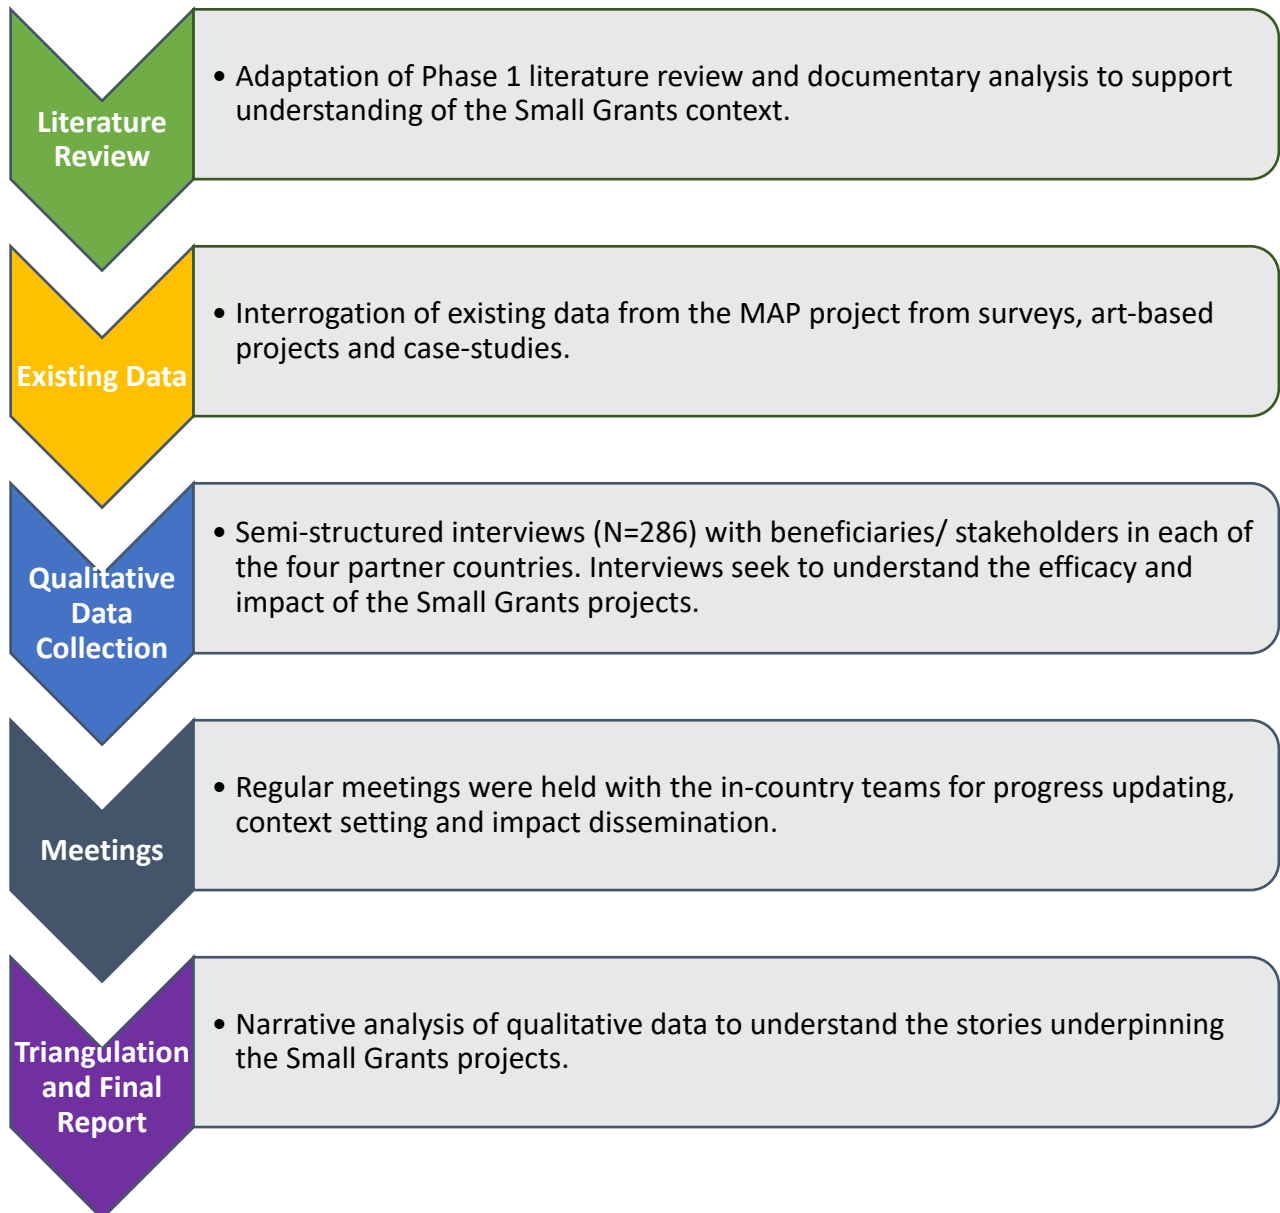 Literature
Review
• Adaptation of Phase 1 literature review and documentary analysis to support
understanding of the Small Grants context.
Existing Data
• Interrogation of existing data from the MAP project from surveys, art-based
projects and case-studies.
Qualitative
Data
Collection
• Semi-structured interviews (N=286) with beneficiaries/ stakeholders in each of
the four partner countries. Interviews seek to understand the efficacy and
impact of the Small Grants projects.
Meetings
• Regular meetings were held with the in-country teams for progress updating,
context setting and impact dissemination.
Triangulation
and Final
Report
• Narrative analysis of qualitative data to understand the stories underpinning
the Small Grants projects.